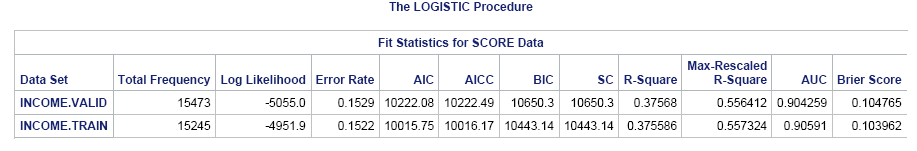 The LOGISTIC Procedure
Fit Statistics for SCORE Data
Data Set Total Frequency Log Likelihood Error Rate AIC AICC BIC SC R-Square Max-Rescaled R-Square AUC Brier Score
INCOME.VALID 15473 -5055.0 0.1529 10222.08 10222.49 10650.3 10650.3 0.37568 0.556412 0.904259 0.104765
INCOME.TRAIN 15245 -4951.9 0.1522 10015.75 10016.17 10443.14 10443.14 0.375586 0.557324 0.90591 0.103962